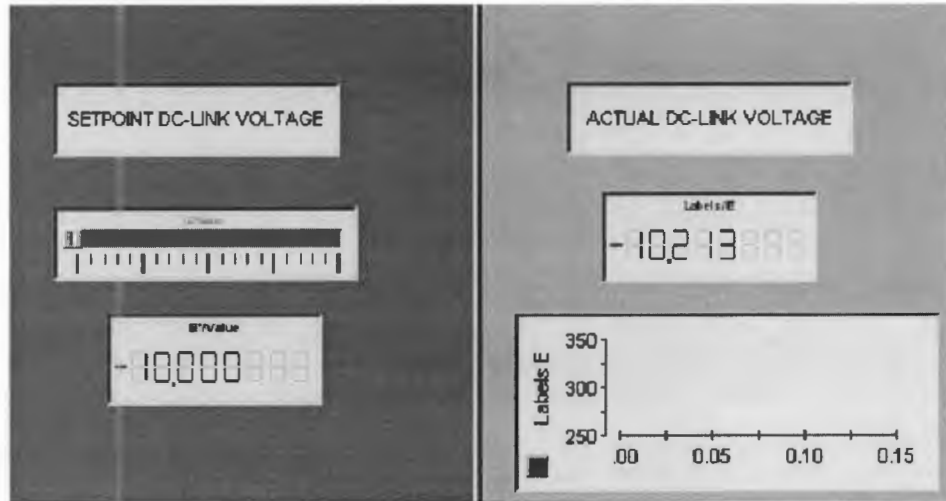 SETPOINT DC-LINK VOLTAGE
-10.000
ACTUAL DC-LINK VOLTAGE
Labels/E
-10.213
Labels E
350
300
250
.00 0.05 0.10 0.15